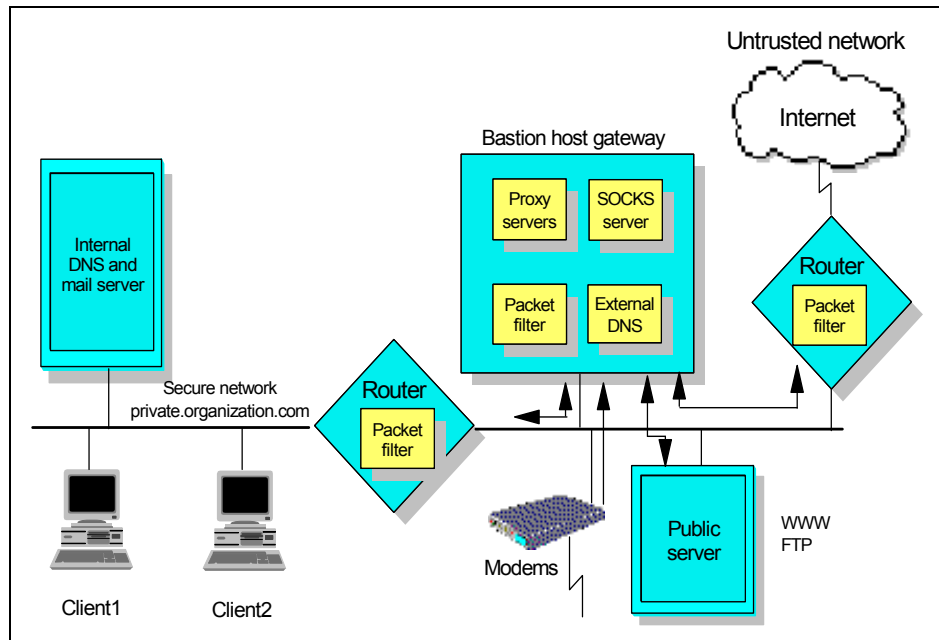 Untrusted network
Internet
Bastion host gateway
Proxy
servers
SOCKS
server
Packet
filter
External
DNS
Internal
DNS and
mail server
Router
Packet
filter
Secure network
private.organization.com
Router
Packet
filter
Client1
Client2
Modems
Public
server
WWW
FTP